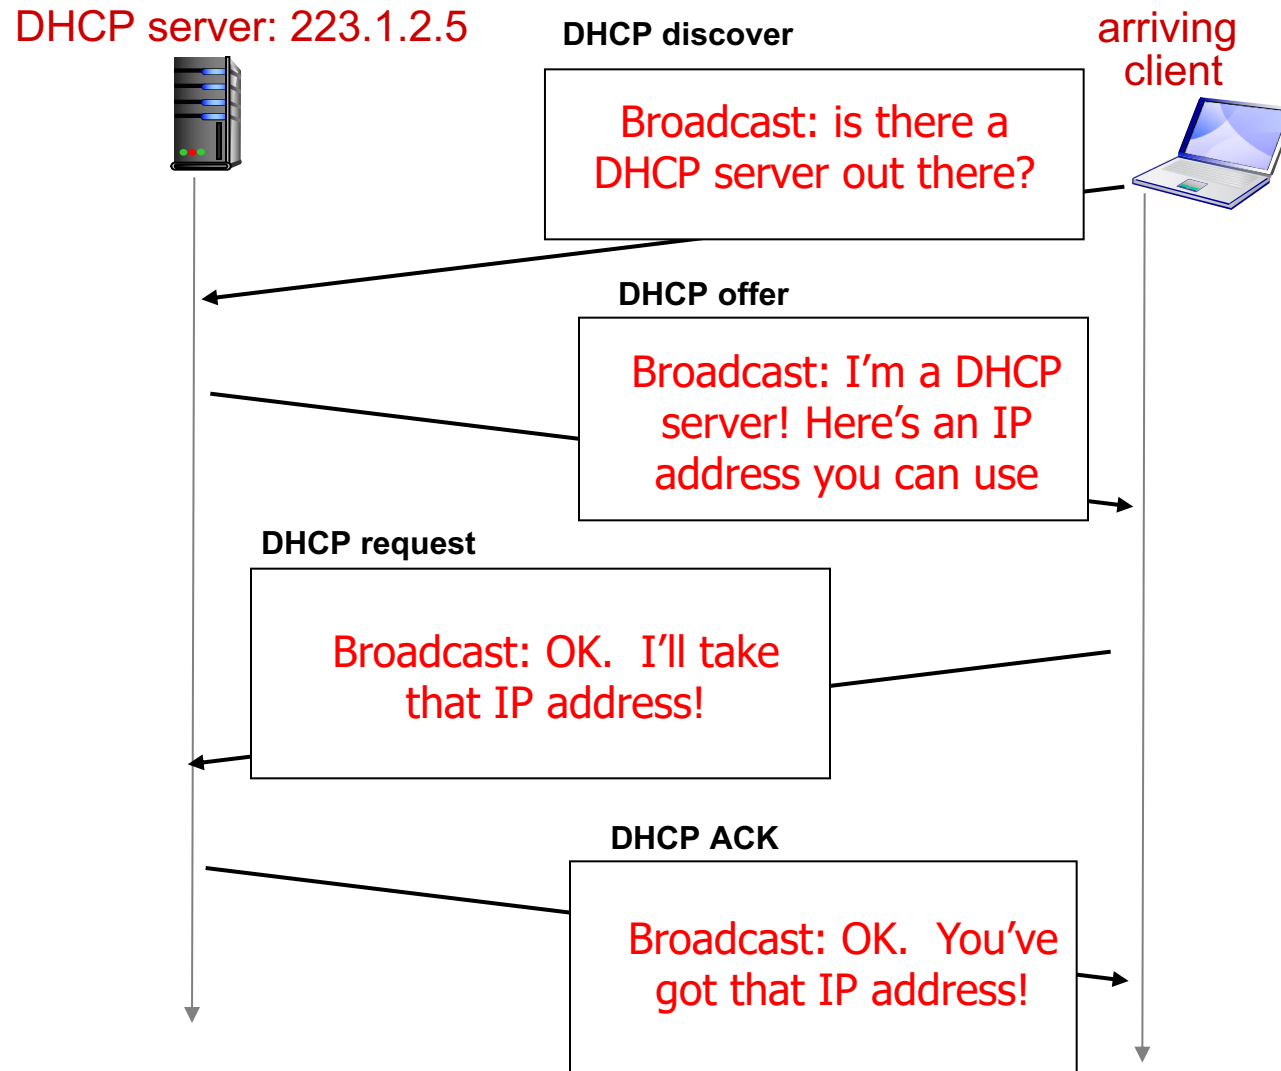 DHCP server: 223.1.2.5
DHCP discover
arriving
client
Broadcast: is there a
DHCP server out there?
DHCP offer
Broadcast: I’m a DHCP
server! Here’s an IP
address you can use
DHCP request
Broadcast: OK.  I’ll take
that IP address!
DHCP ACK
Broadcast: OK.  You’ve
got that IP address!